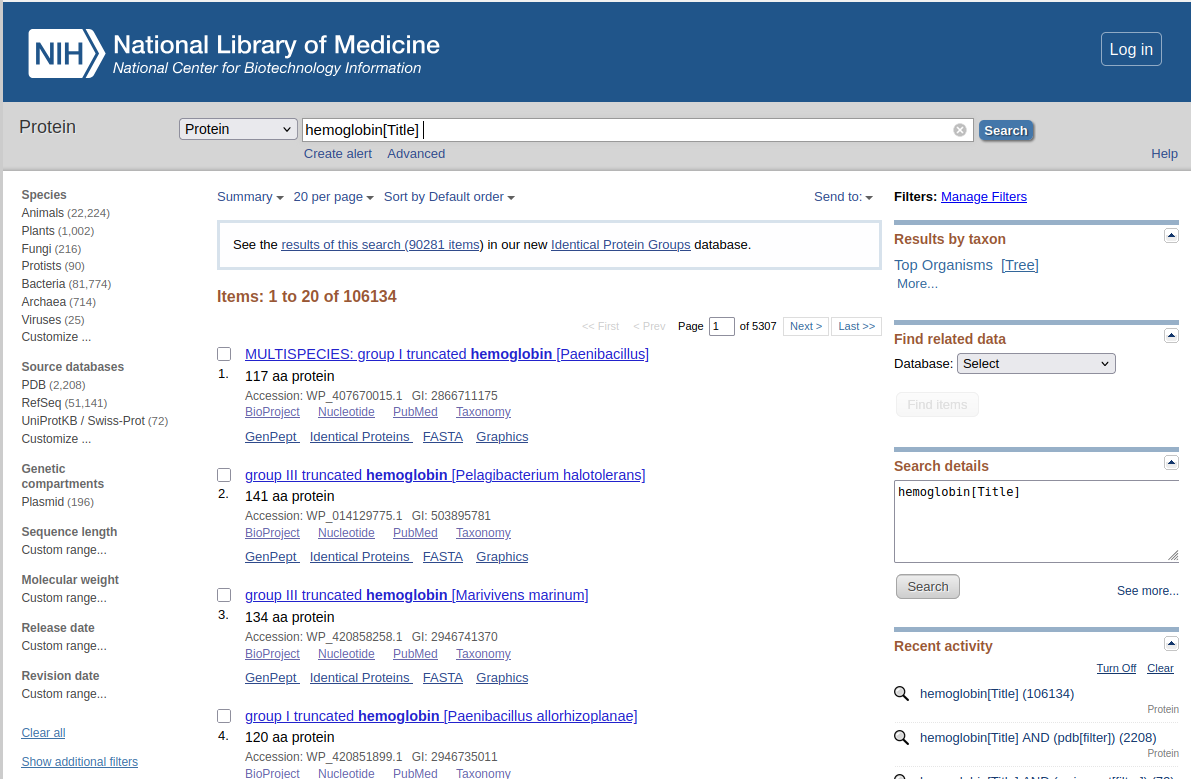 NIH National Library of Medicine
National Center for Biotechnology Information
Log in
Protein
Protein
hemoglobin[Title]
Search
Create alert Advanced
Help
Species
Animals (22,224)
Plants (1,002)
Fungi (216)
Protists (90)
Bacteria (81,774)
Archaea (714)
Viruses (25)
Customize ...
Source databases
PDB (2,208)
RefSeq (51,141)
UniProtKB / Swiss-Prot (72)
Customize ...
Genetic
compartments
Plasmid (196)
Sequence length
Custom range...
Molecular weight
Custom range...
Release date
Custom range...
Revision date
Custom range...
Clear all
Show additional filters
Summary 20 per page Sort by Default order
Send to:
See the results of this search (90281 items) in our new Identical Protein Groups database.
Items: 1 to 20 of 106134
<< First < Prev Page 1 of 5307 Next > Last >>
MULTISPECIES: group I truncated hemoglobin [Paenibacillus]
1. 117 aa protein
Accession: WP_407670015.1 GI: 2866711175
BioProject Nucleotide PubMed Taxonomy
GenPept Identical Proteins FASTA Graphics
group III truncated hemoglobin [Pelagibacterium halotolerans]
2. 141 aa protein
Accession: WP_014129775.1 GI: 503895781
BioProject Nucleotide PubMed Taxonomy
GenPept Identical Proteins FASTA Graphics
group III truncated hemoglobin [Marivivens marinum]
3. 134 aa protein
Accession: WP_420858258.1 GI: 2946741370
BioProject Nucleotide PubMed Taxonomy
GenPept Identical Proteins FASTA Graphics
group I truncated hemoglobin [Paenibacillus allorhizoplanae]
4. 120 aa protein
Accession: WP_420851899.1 GI: 2946735011
BioProject Nucleotide PubMed Taxonomy
Filters: Manage Filters
Results by taxon
Top Organisms [Tree]
More...
Find related data
Database: Select
Find items
Search details
hemoglobin[Title]
Search
See more...
Recent activity
Turn Off Clear
hemoglobin[Title] (106134)
Protein
hemoglobin[Title] AND (pdb[filter]) (2208)
Protein